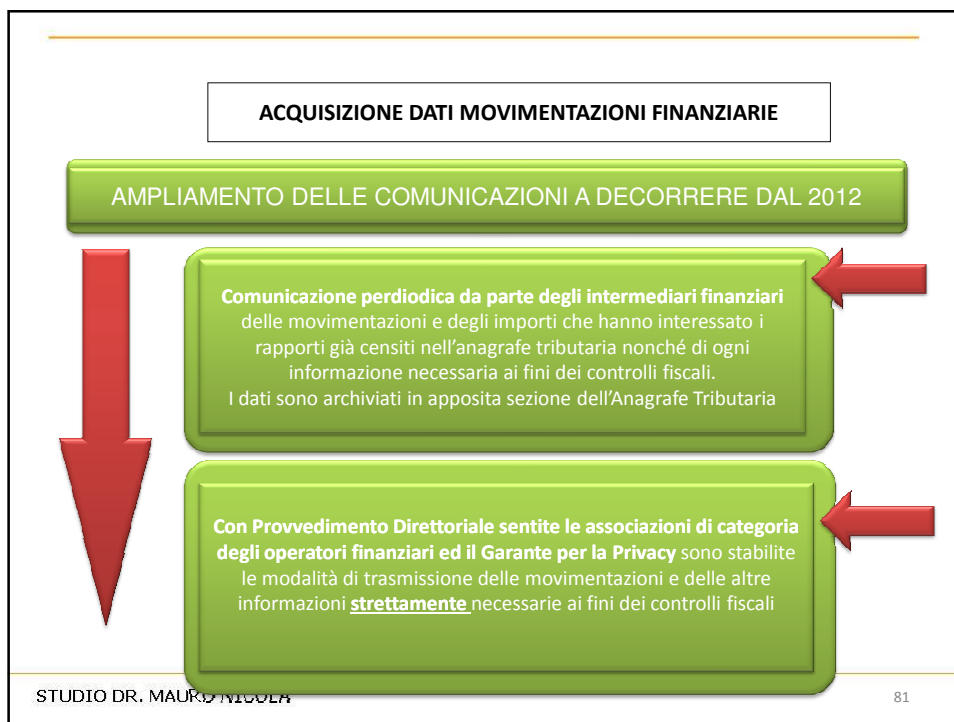 ACQUISIZIONE DATI MOVIMENTAZIONI FINANZIARIE
AMPLIAMENTO DELLE COMUNICAZIONI A DECORRERE DAL 2012
Comunicazione perdiodica da parte degli intermediari finanziari
delle movimentazioni e degli importi che hanno interessato i
rapporti già censiti nell'anagrafe tributaria nonché di ogni
informazione necessaria ai fini dei controlli fiscali.
I dati sono archiviati in apposita sezione dell'Anagrafe Tributaria
Con Provvedimento Direttoriale sentite le associazioni di categoria
degli operatori finanziari ed il Garante per la Privacy sono stabilite
le modalità di trasmissione delle movimentazioni e delle altre
informazioni strettamente necessarie ai fini dei controlli fiscali
STUDIO DR. MAURO NICOLA
81